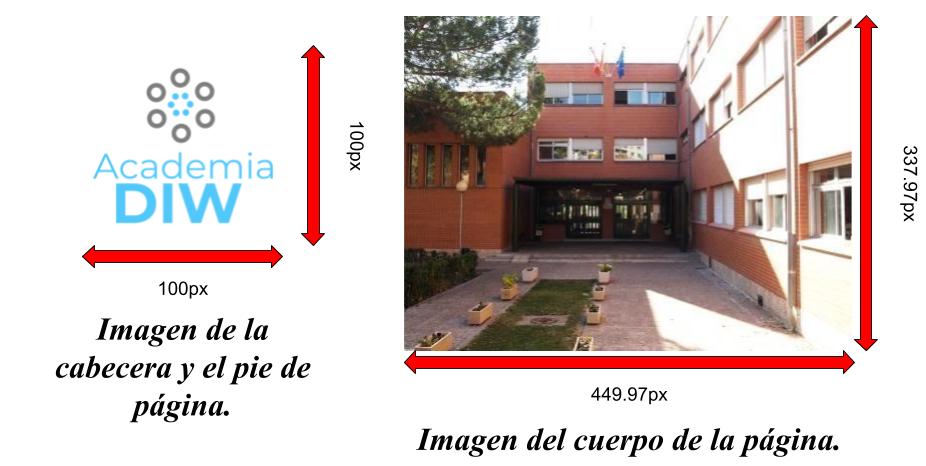 Academia
DIW
100px
100px
Imagen de la
cabecera y el pie de
página.
337.97px
449.97px
Imagen del cuerpo de la página.